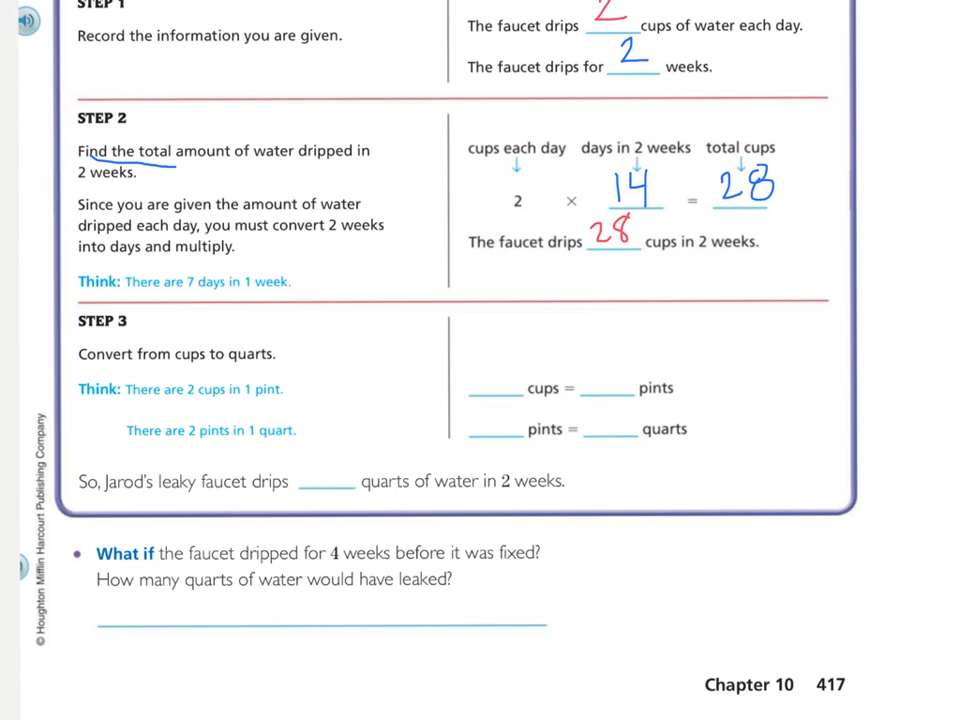 STEP 1
Record the information you are given.
The faucet drips 2 cups of water each day.
The faucet drips for 2 weeks.
STEP 2
Find the total amount of water dripped in
2 weeks.
Since you are given the amount of water
dripped each day, you must convert 2 weeks
into days and multiply.
Think: There are 7 days in 1 week.
cups each day days in 2 weeks total cups
↓ ↓ ↓
2 × 14 = 28
The faucet drips 28 cups in 2 weeks.
STEP 3
Convert from cups to quarts.
Think: There are 2 cups in 1 pint.
There are 2 pints in 1 quart.
____ cups = ____ pints
____ pints = ____ quarts
So, Jarod's leaky faucet drips ____ quarts of water in 2 weeks.
• What if the faucet dripped for 4 weeks before it was fixed?
How many quarts of water would have leaked?
© Houghton Mifflin Harcourt Publishing Company
Chapter 10 417